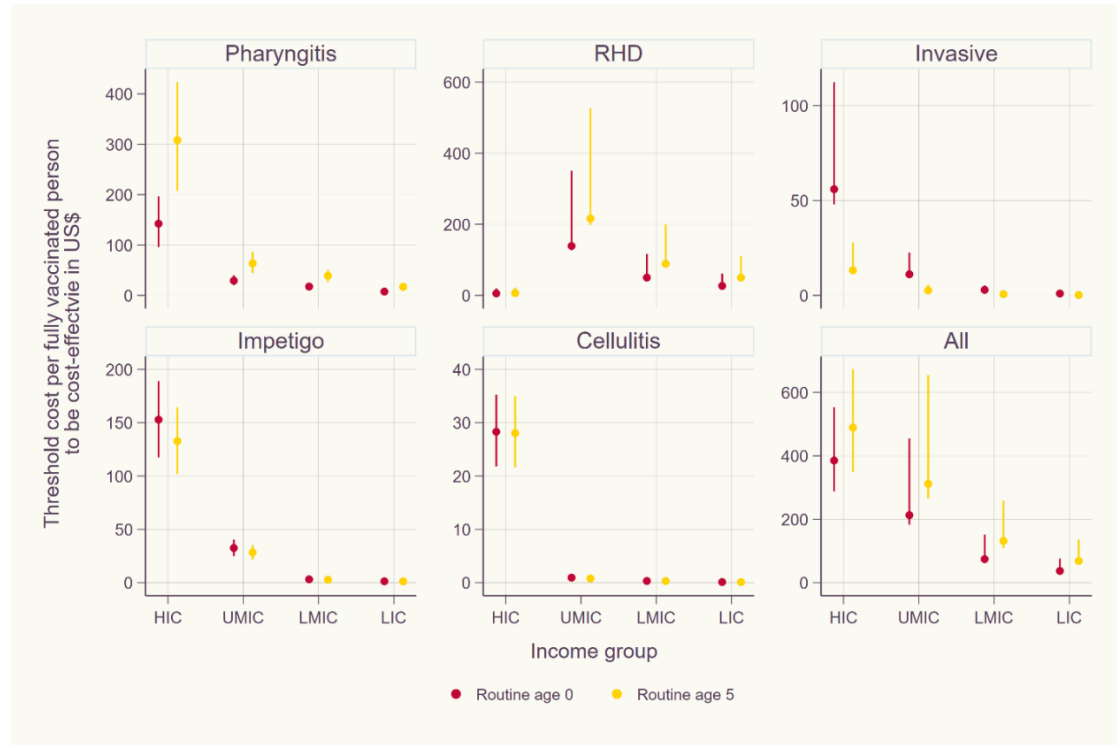 Pharyngitis
RHD
Invasive
400
300
200
100
0
600
400
200
0
100
50
0
Impetigo
Cellulitis
All
200
150
100
50
0
40
30
20
10
0
600
400
200
0
HIC UMIC LMIC LIC
HIC UMIC LMIC LIC
HIC UMIC LMIC LIC
Threshold cost per fully vaccinated person
to be cost-effectvie in US$
Income group
Routine age 0
Routine age 5